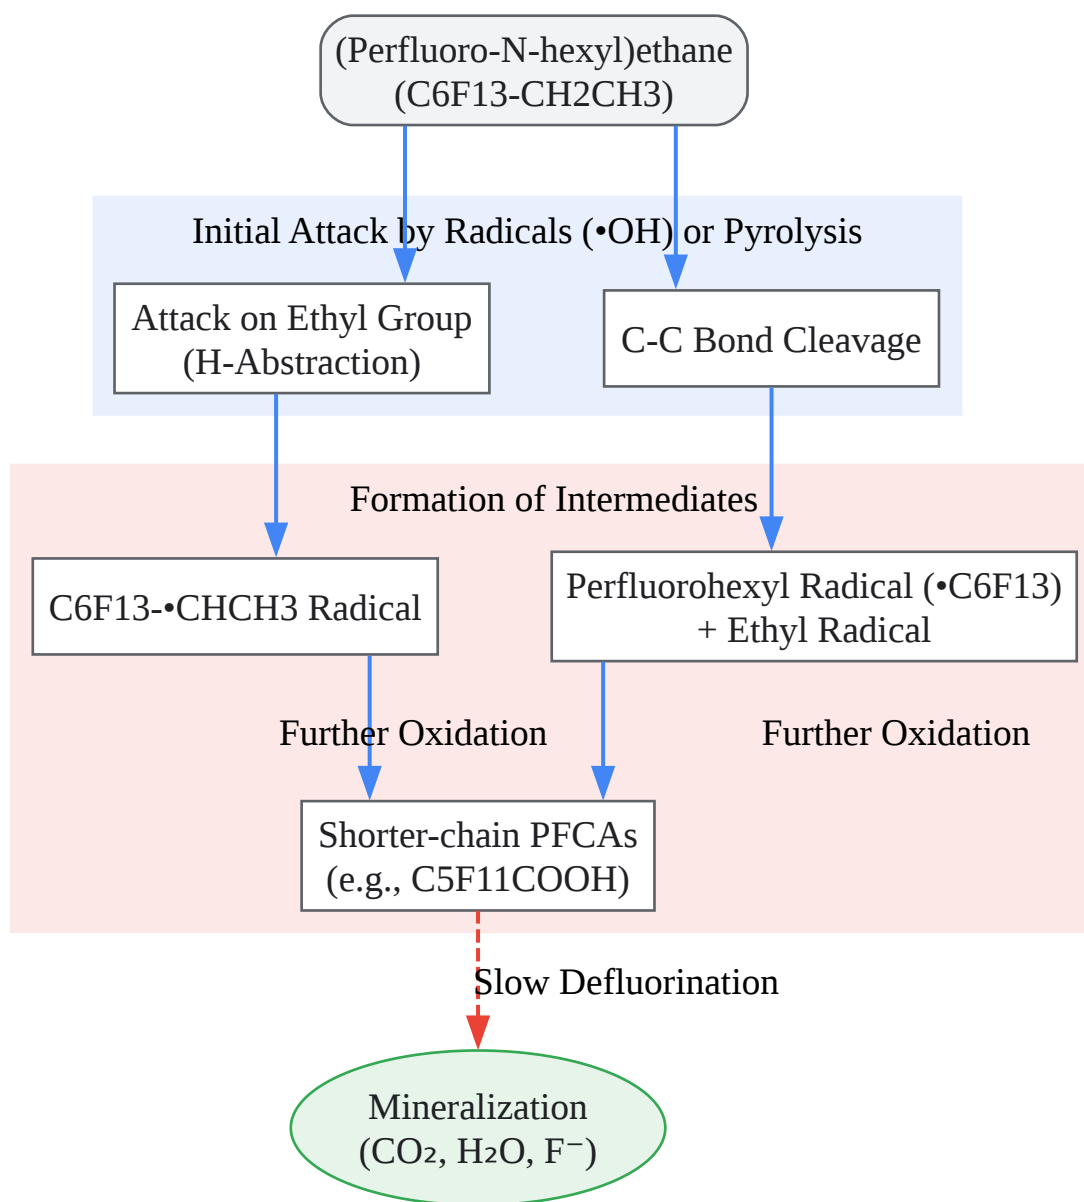 (Perfluoro-N-hexyl)ethane
(C6F13-CH2CH3)
Initial Attack by Radicals (•OH) or Pyrolysis
Attack on Ethyl Group
(H-Abstraction)
C-C Bond Cleavage
Formation of Intermediates
C6F13-•CHCH3 Radical
Perfluorohexyl Radical (•C6F13)
+ Ethyl Radical
Further Oxidation
Further Oxidation
Shorter-chain PFCAs
(e.g., C5F11COOH)
Slow Defluorination
Mineralization
(CO₂, H₂O, F⁻)